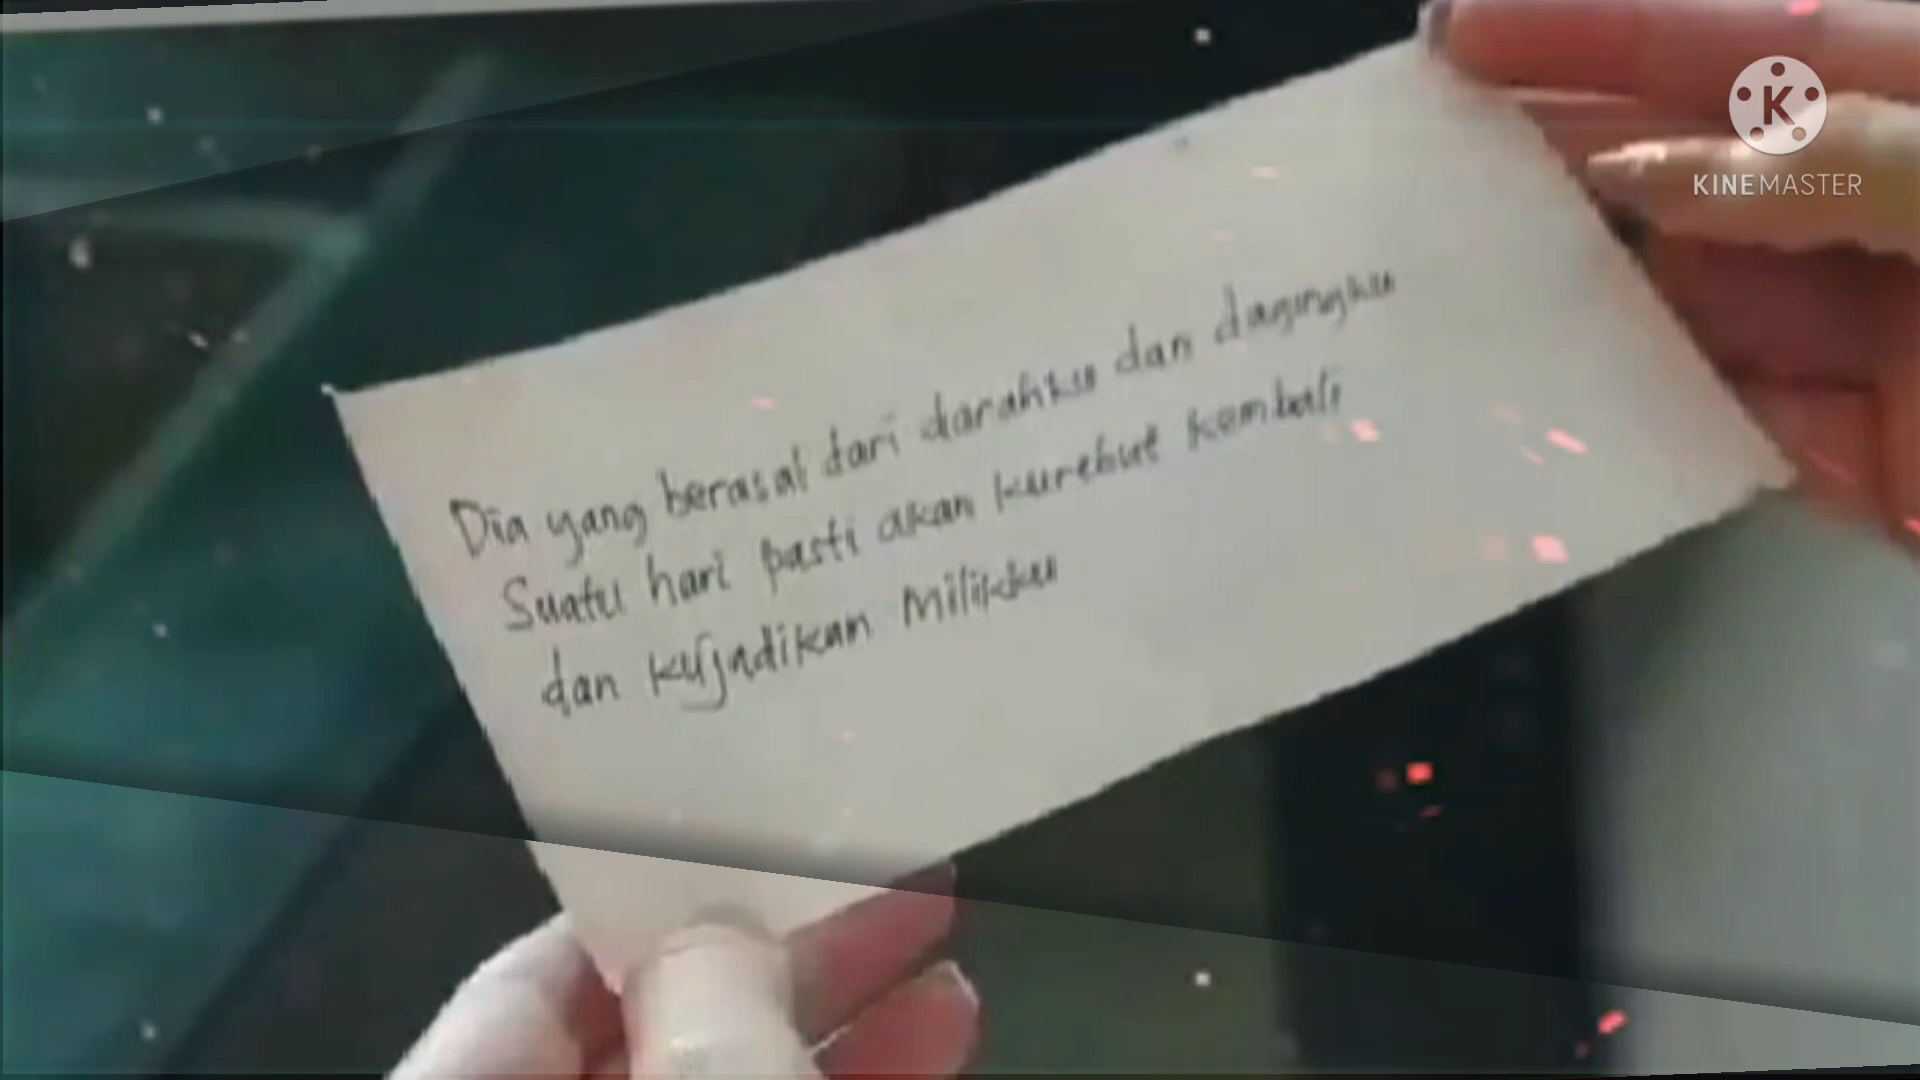 Dia yang berasal dari darahku dan dagingku
Suatu hari pasti akan kurebut kembali
dan kujadikan Milikku
K
KINEMASTER